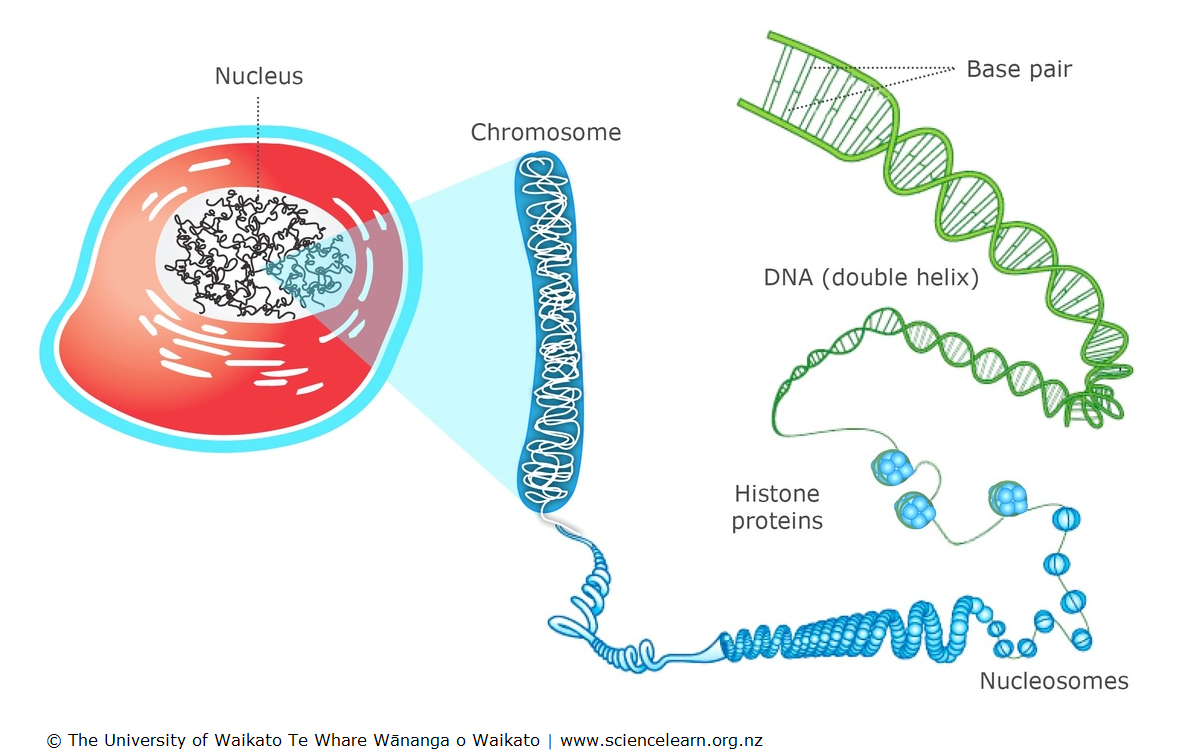 Nucleus
Chromosome
Base pair
DNA (double helix)
Histone
proteins
Nucleosomes
© The University of Waikato Te Whare Wānanga o Waikato | www.sciencelearn.org.nz